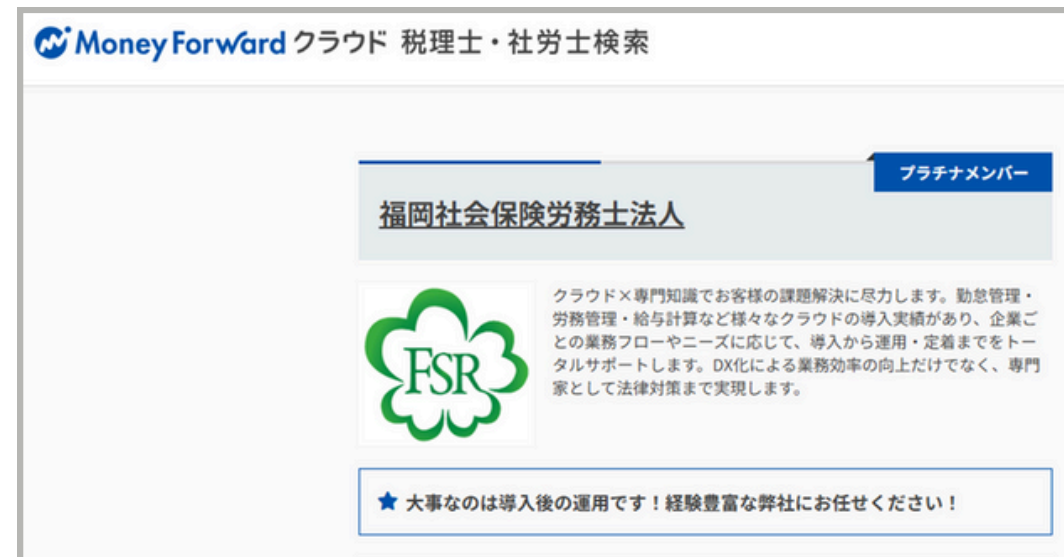 Money Forward クラウド 税理士・社労士検索
プラチナメンバー
福岡社会保険労務士法人
クラウド×専門知識でお客様の課題解決に尽力します。勤怠管理・
労務管理・給与計算など様々なクラウドの導入実績があり、企業ご
との業務フローやニーズに応じて、導入から運用・定着までをトー
タルサポートします。DX化による業務効率の向上だけでなく、専門
家として法律対策まで実現します。
FSR
★ 大事なのは導入後の運用です！経験豊富な弊社にお任せください！